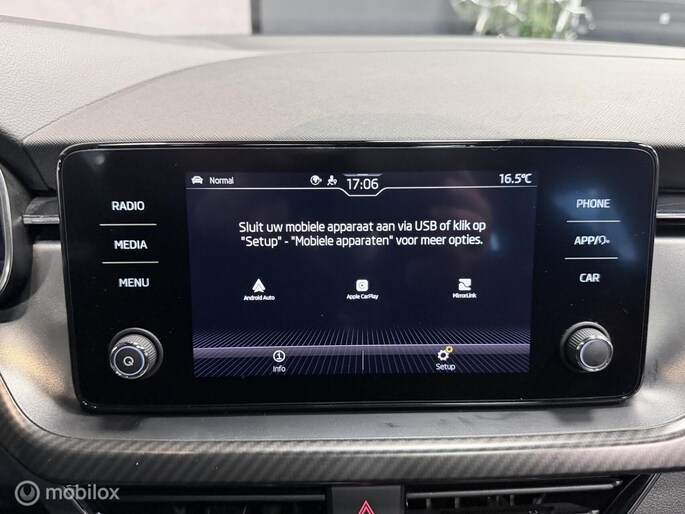 Normal
17:06
16.5°C
RADIO
MEDIA
MENU
Sluit uw mobiele apparaat aan via USB of klik op
"Setup" - "Mobiele apparaten" voor meer opties.
Android Auto
Apple CarPlay
MirrorLink
Info
Setup
PHONE
APP/
CAR
mobilox